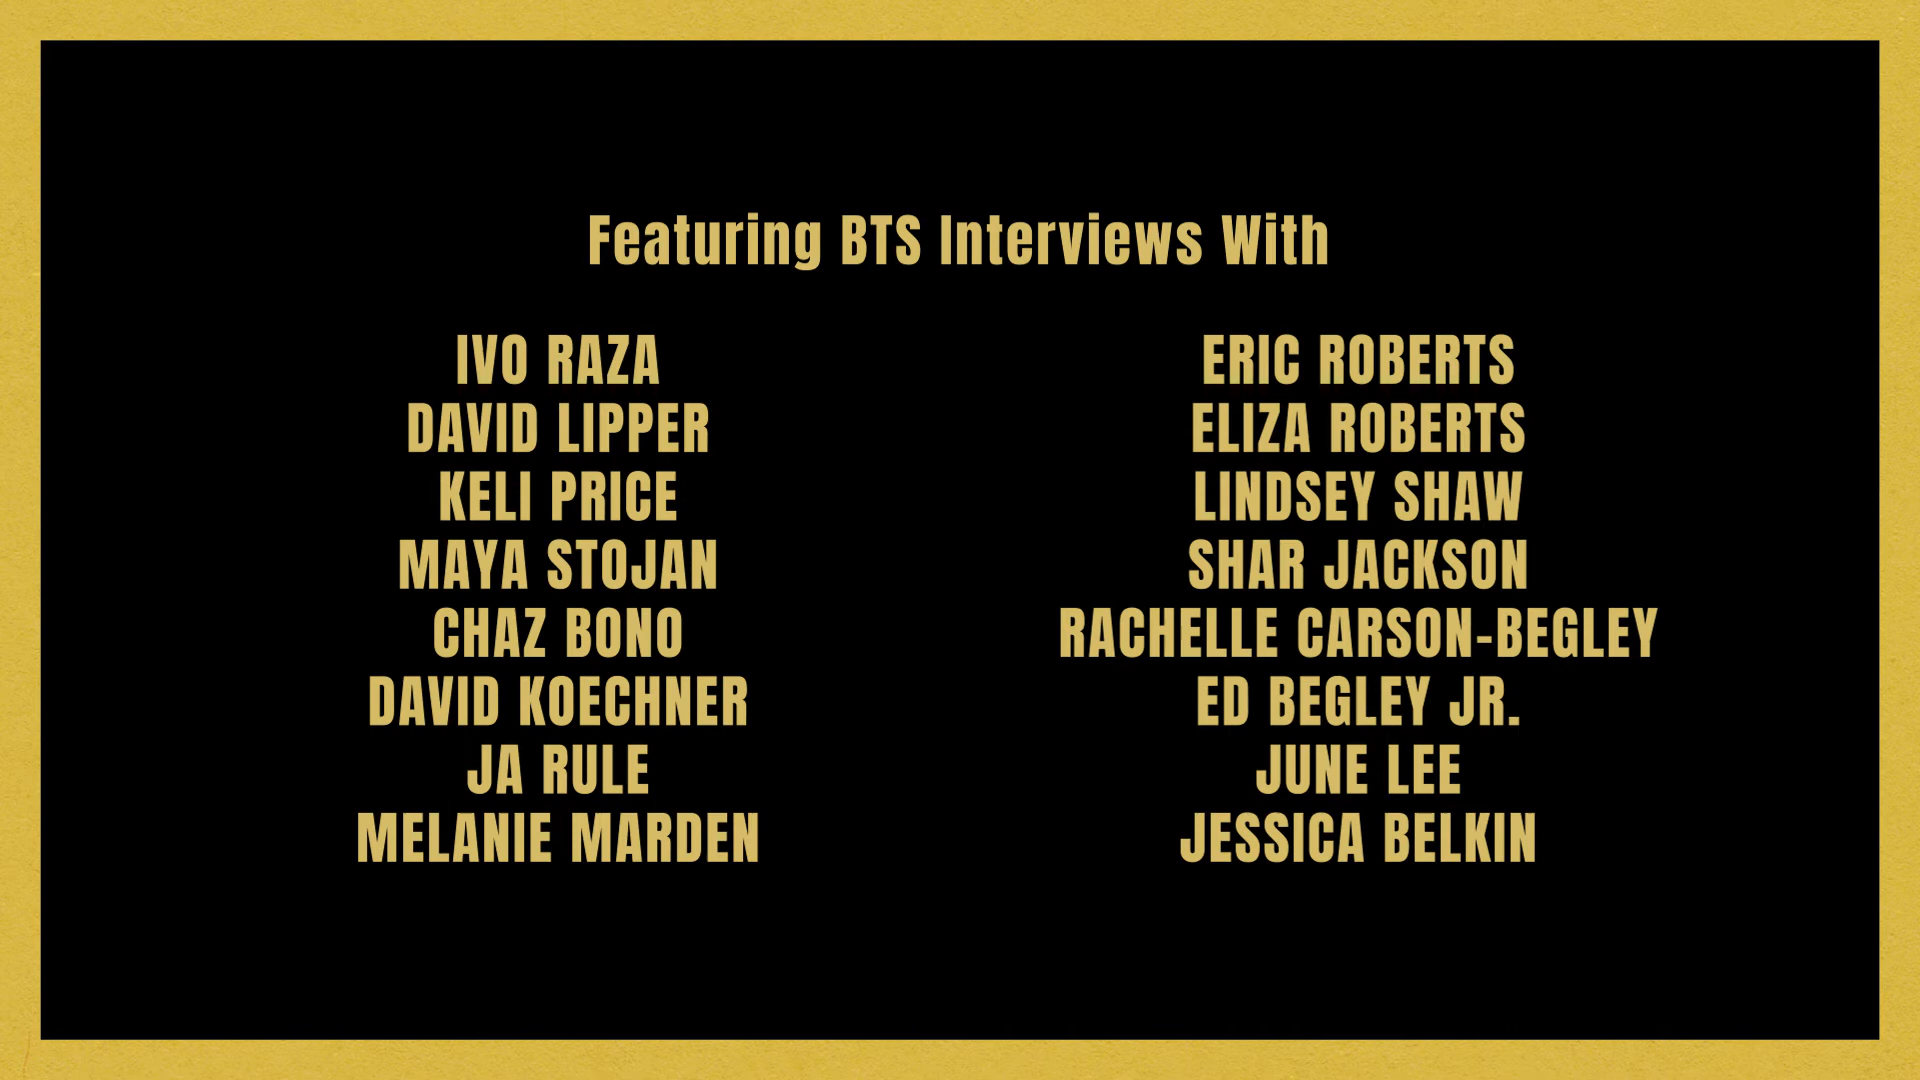 Featuring BTS Interviews With
IVO RAZA
DAVID LIPPER
KELI PRICE
MAYA STOJAN
CHAZ BONO
DAVID KOECHNER
JA RULE
MELANIE MARDEN
ERIC ROBERTS
ELIZA ROBERTS
LINDSEY SHAW
SHAR JACKSON
RACHELLE CARSON-BEGLEY
ED BEGLEY JR.
JUNE LEE
JESSICA BELKIN